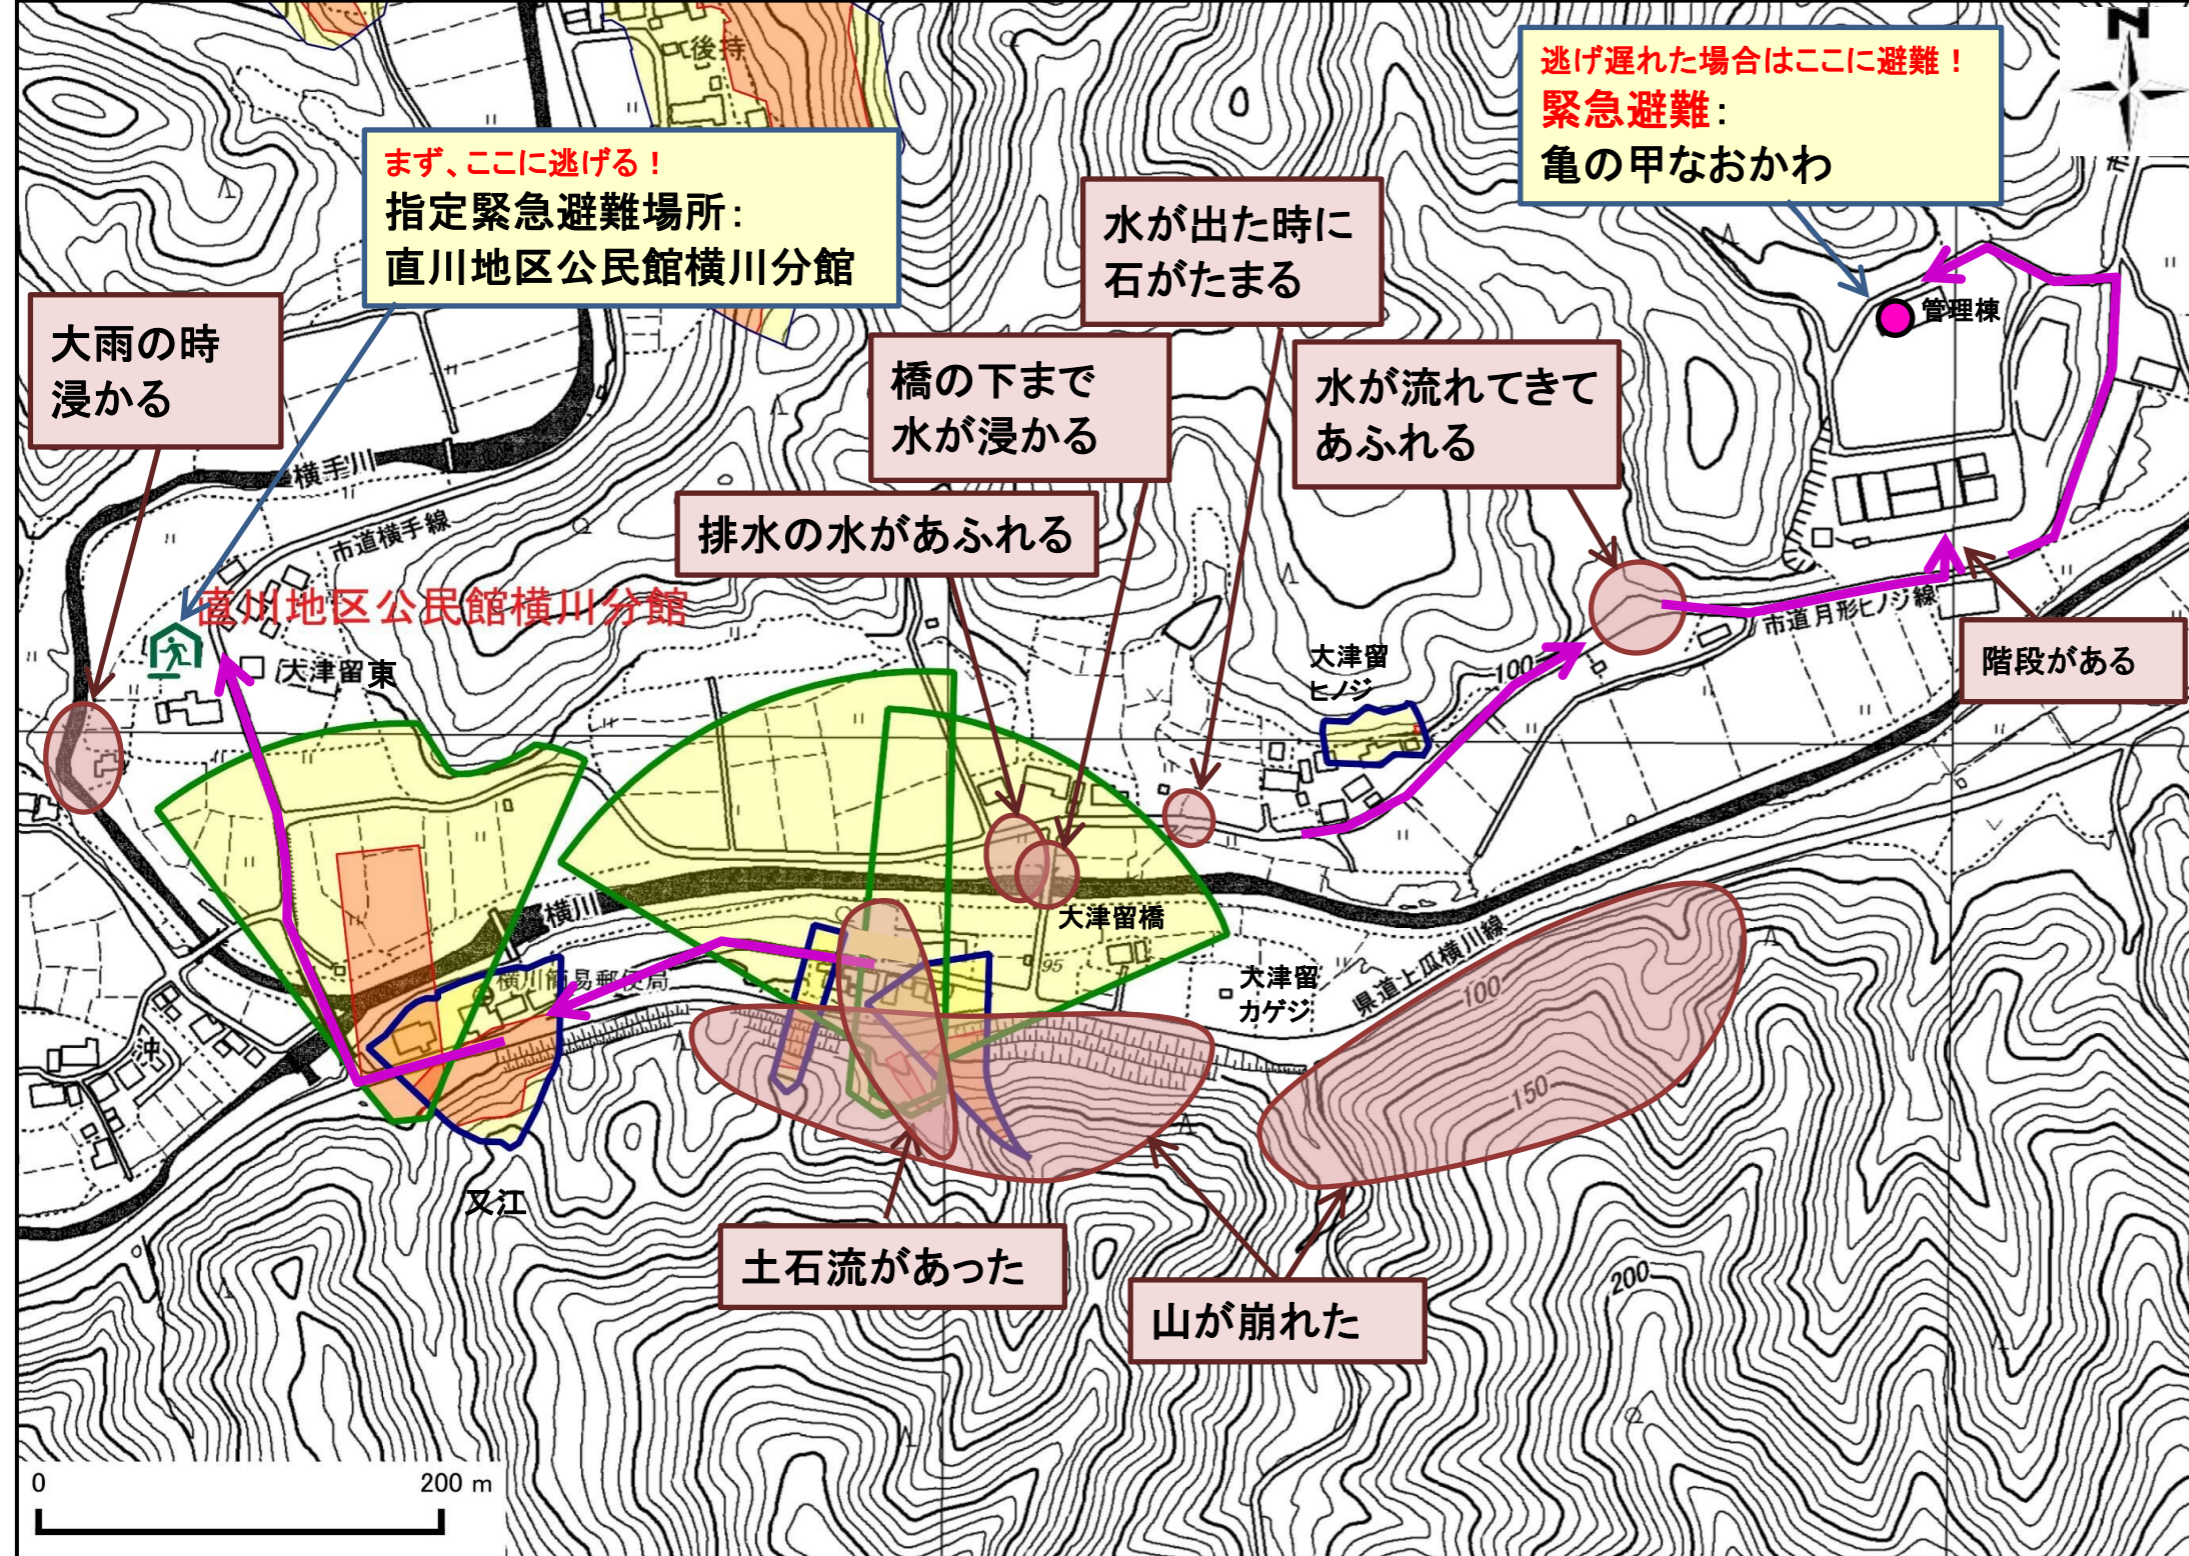 N
後持
逃げ遅れた場合はここに避難！
緊急避難：
亀の甲なおかわ
まず、ここに逃げる！
指定緊急避難場所：
直川地区公民館横川分館
水が出た時に
石がたまる
管理棟
大雨の時
浸かる
橋の下まで
水が浸かる
水が流れてきて
あふれる
横手川
市道横手線
排水の水があふれる
直川地区公民館横川分館
市道月形ヒノジ線
階段がある
大津留東
大津留
ヒノジ
100
横川
大津留橋
95
横川簡易郵便局
大津留
カゲジ
県道上爪横川線
100
沖
150
又江
土石流があった
山が崩れた
200
0
200 m